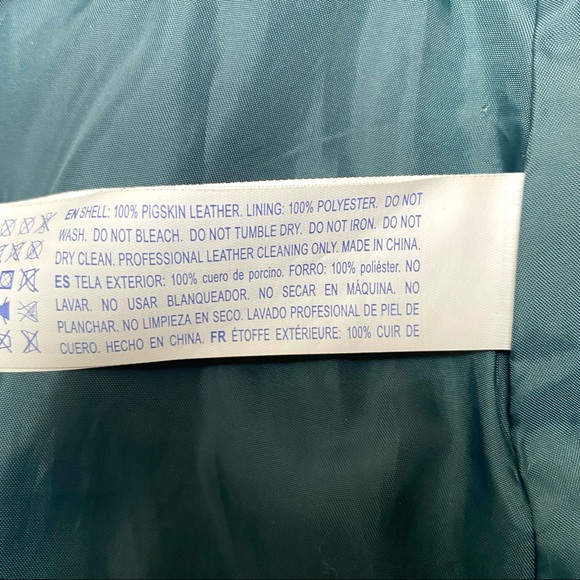 EN SHELL: 100% PIGSKIN LEATHER. LINING: 100% POLYESTER. DO NOT
WASH. DO NOT BLEACH. DO NOT TUMBLE DRY. DO NOT IRON. DO NOT
DRY CLEAN. PROFESSIONAL LEATHER CLEANING ONLY. MADE IN CHINA.
ES TELA EXTERIOR: 100% cuero de porcino. FORRO: 100% poliéster. NO
LAVAR. NO USAR BLANQUEADOR. NO SECAR EN MÁQUINA. NO
PLANCHAR. NO LIMPIEZA EN SECO. LAVADO PROFESIONAL DE PIEL DE
CUERO. HECHO EN CHINA. FR ÉTOFFE EXTÉRIEURE: 100% CUIR DE